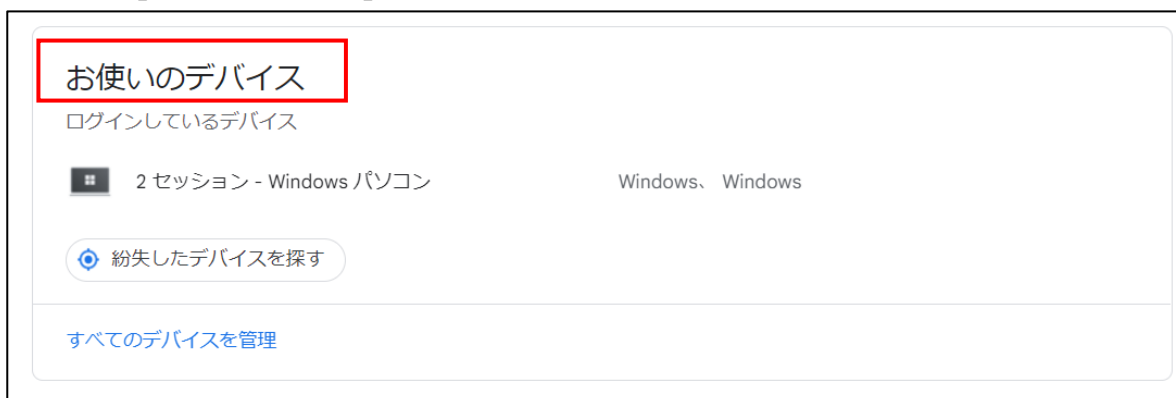 お使いのデバイス
ログインしているデバイス
2 セッション - Windows パソコン Windows、 Windows
紛失したデバイスを探す
すべてのデバイスを管理